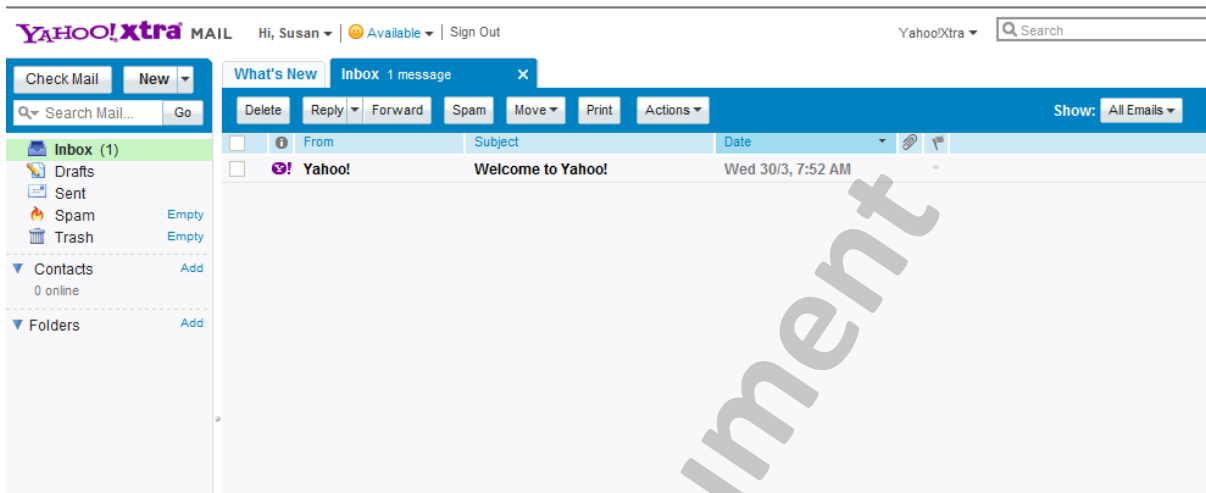 YAHOO! Xtra MAIL Hi, Susan Available Sign Out Yahoo!Xtra Search
Check Mail New What's New Inbox 1 message
Search Mail... Go Delete Reply Forward Spam Move Print Actions Show: All Emails
Inbox (1) From Subject Date
Drafts Yahoo! Welcome to Yahoo! Wed 30/3, 7:52 AM
Sent
Spam Empty
Trash Empty
Contacts Add
0 online
Folders Add
ument